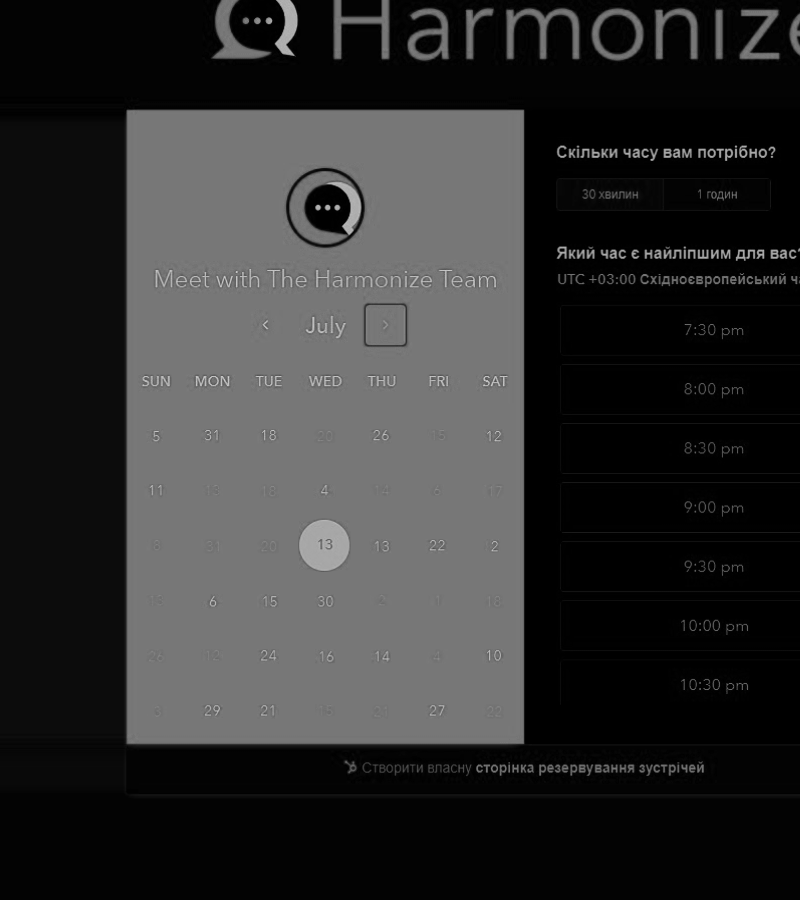 Harmonize
Meet with The Harmonize Team
July
SUN MON TUE WED THU FRI SAT
5 31 18 20 26 15 12
11 13 18 4 14 6 17
8 31 20 13 13 22 2
13 6 15 30 2 1 18
26 12 24 16 14 4 10
29 21 15 27 22
Скільки часу вам потрібно?
30 хвилин 1 годин
Який час є найліпшим для вас?
UTC +03:00 Східноєвропейський
7:30 pm
8:00 pm
8:30 pm
9:00 pm
9:30 pm
10:00 pm
10:30 pm
Створити власну сторінка резервування зустрічей